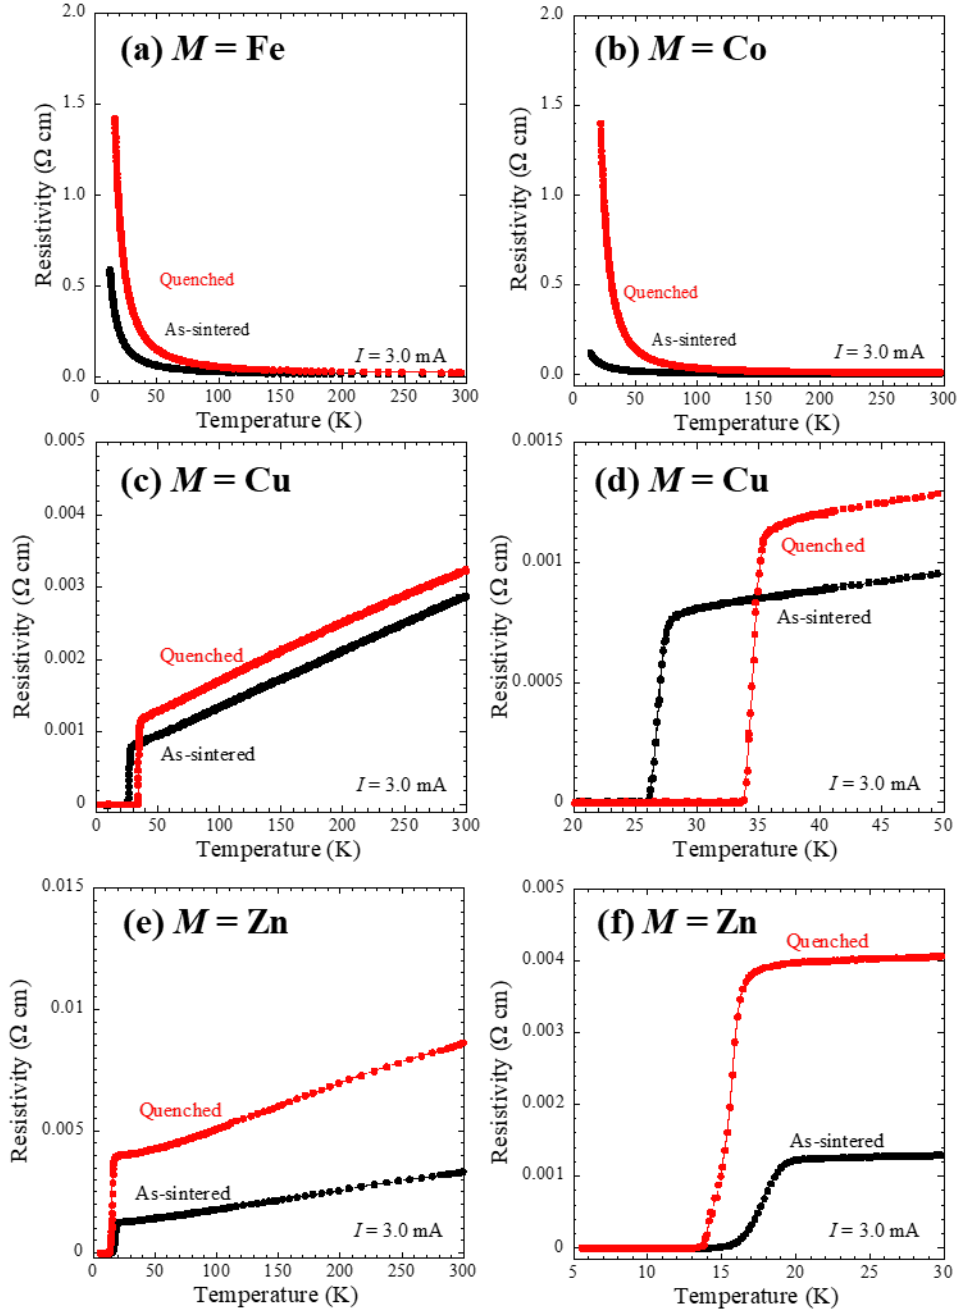 (a) M = Fe
2.0
1.5
1.0
0.5
0.0
Resistivity (Ω cm)
Quenched
As-sintered
I = 3.0 mA
0 50 100 150 200 250 300
Temperature (K)
(b) M = Co
2.0
1.5
1.0
0.5
0.0
Resistivity (Ω cm)
Quenched
As-sintered
I = 3.0 mA
0 50 100 150 200 250 300
Temperature (K)
(c) M = Cu
0.005
0.004
0.003
0.002
0.001
0
Resistivity (Ω cm)
Quenched
As-sintered
I = 3.0 mA
0 50 100 150 200 250 300
Temperature (K)
(d) M = Cu
0.0015
0.001
0.0005
0
Resistivity (Ω cm)
Quenched
As-sintered
I = 3.0 mA
20 25 30 35 40 45 50
Temperature (K)
(e) M = Zn
0.015
0.01
0.005
0
Resistivity (Ω cm)
Quenched
As-sintered
I = 3.0 mA
0 50 100 150 200 250 300
Temperature (K)
(f) M = Zn
0.005
0.004
0.003
0.002
0.001
0
Resistivity (Ω cm)
Quenched
As-sintered
I = 3.0 mA
5 10 15 20 25 30
Temperature (K)